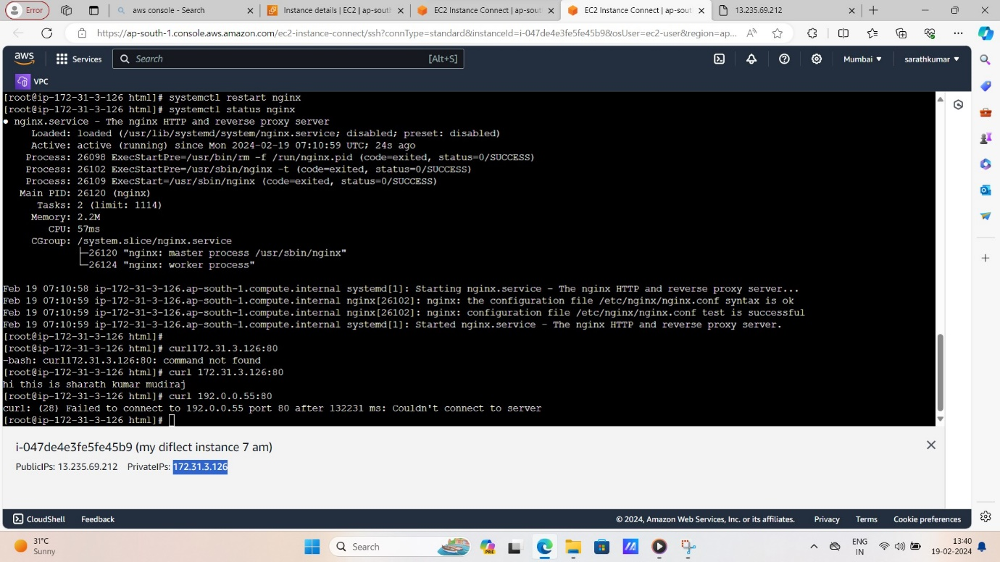 Error
aws console - Search
Instance details | EC2 | ap-south
EC2 Instance Connect | ap-sout
EC2 Instance Connect | ap-sout
13.235.69.212
https://ap-south-1.console.aws.amazon.com/ec2-instance-connect/ssh?connType=standard&instanceId=i-047de4e3fe5fe45b9&osUser=ec2-user&region=ap...
aws
Services
Search
[Alt+S]
Mumbai
sarathkumar
VPC
[root@ip-172-31-3-126 html]# systemctl restart nginx
[root@ip-172-31-3-126 html]# systemctl status nginx
● nginx.service - The nginx HTTP and reverse proxy server
Loaded: loaded (/usr/lib/systemd/system/nginx.service; disabled; preset: disabled)
Active: active (running) since Mon 2024-02-19 07:10:59 UTC; 24s ago
Process: 26098 ExecStartPre=/usr/bin/rm -f /run/nginx.pid (code=exited, status=0/SUCCESS)
Process: 26102 ExecStartPre=/usr/sbin/nginx -t (code=exited, status=0/SUCCESS)
Process: 26109 ExecStart=/usr/sbin/nginx (code=exited, status=0/SUCCESS)
Main PID: 26120 (nginx)
Tasks: 2 (limit: 1114)
Memory: 2.2M
CPU: 57ms
CGroup: /system.slice/nginx.service
├─26120 "nginx: master process /usr/sbin/nginx"
└─26124 "nginx: worker process"
Feb 19 07:10:58 ip-172-31-3-126.ap-south-1.compute.internal systemd[1]: Starting nginx.service - The nginx HTTP and reverse proxy server...
Feb 19 07:10:59 ip-172-31-3-126.ap-south-1.compute.internal nginx[26102]: nginx: the configuration file /etc/nginx/nginx.conf syntax is ok
Feb 19 07:10:59 ip-172-31-3-126.ap-south-1.compute.internal nginx[26102]: nginx: configuration file /etc/nginx/nginx.conf test is successful
Feb 19 07:10:59 ip-172-31-3-126.ap-south-1.compute.internal systemd[1]: Started nginx.service - The nginx HTTP and reverse proxy server.
[root@ip-172-31-3-126 html]#
[root@ip-172-31-3-126 html]# curl172.31.3.126:80
-bash: curl172.31.3.126:80: command not found
[root@ip-172-31-3-126 html]# curl 172.31.3.126:80
hi this is sharath kumar mudiraj
[root@ip-172-31-3-126 html]# curl 192.0.0.55:80
curl: (28) Failed to connect to 192.0.0.55 port 80 after 132231 ms: Couldn't connect to server
[root@ip-172-31-3-126 html]#
i-047de4e3fe5fe45b9 (my diflect instance 7 am)
PublicIPs: 13.235.69.212 PrivateIPs: 172.31.3.126
CloudShell
Feedback
© 2024, Amazon Web Services, Inc. or its affiliates.
Privacy
Terms
Cookie preferences
31°C
Sunny
Search
PRE
ENG
IN
13:40
19-02-2024